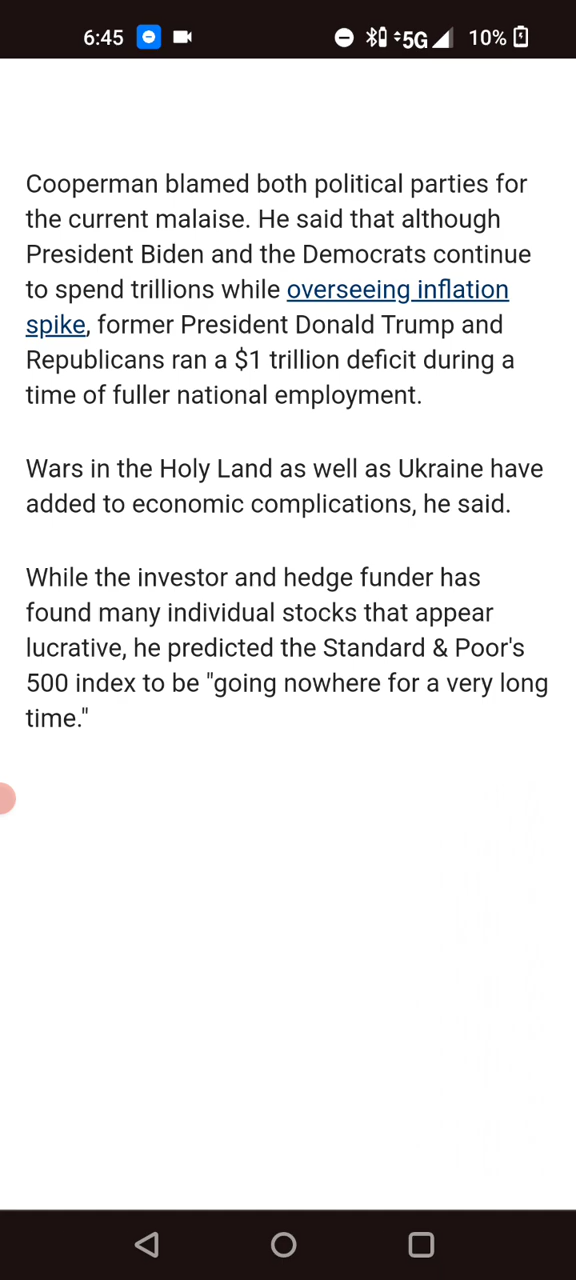 6:45
5G
10%
Cooperman blamed both political parties for
the current malaise. He said that although
President Biden and the Democrats continue
to spend trillions while overseeing inflation
spike, former President Donald Trump and
Republicans ran a $1 trillion deficit during a
time of fuller national employment.
Wars in the Holy Land as well as Ukraine have
added to economic complications, he said.
While the investor and hedge funder has
found many individual stocks that appear
lucrative, he predicted the Standard & Poor's
500 index to be "going nowhere for a very long
time."